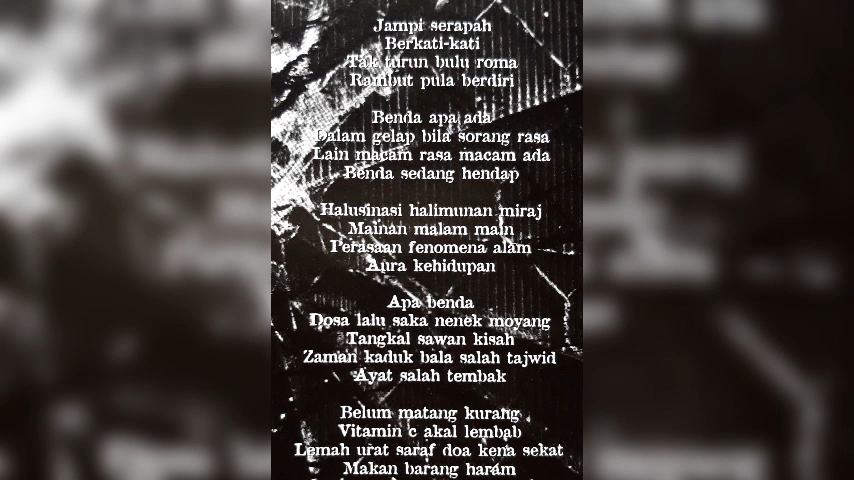 Jampi serapah
Berkati-kati
Tak turun bulu roma
Rambut pula berdiri
Benda apa ada
Dalam gelap bila sorang rasa
Lain macam rasa macam ada
Benda sedang hendap
Halusinasi halimunan miraj
Mainan malam main
Perasaan fenomena alam
Aura kehidupan
Apa benda
Dosa lalu saka nenek moyang
Tangkal sawan kisah
Zaman kaduk bala salah tajwid
Ayat salah tembak
Belum matang kurang
Vitamin c akal lembab
Lemah urat saraf doa kena sekat
Makan barang haram